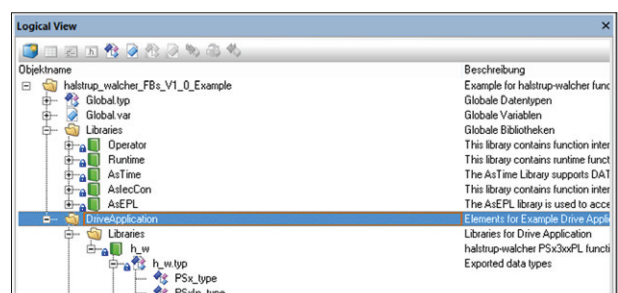 Logical View
Objektname Beschreibung
halstrup_walcher_FBs_V1_0_Example Example for halstrup-walcher func
Global.typ Globale Datentypen
Global.var Globale Variablen
Libraries Globale Bibliotheken
Operator This library contains function inter
Runtime This library contains runtime funct
AsTime The AsTime Library supports DAT
AsIecCon This library contains function inter
AsEPL The AsEPL library is used to acce
DriveApplication Elements for Example Drive Appli
Libraries Libraries for Drive Application
h_w halstrup-walcher PSx3xxPL functi
h_w.typ Exported data types
PSx_type